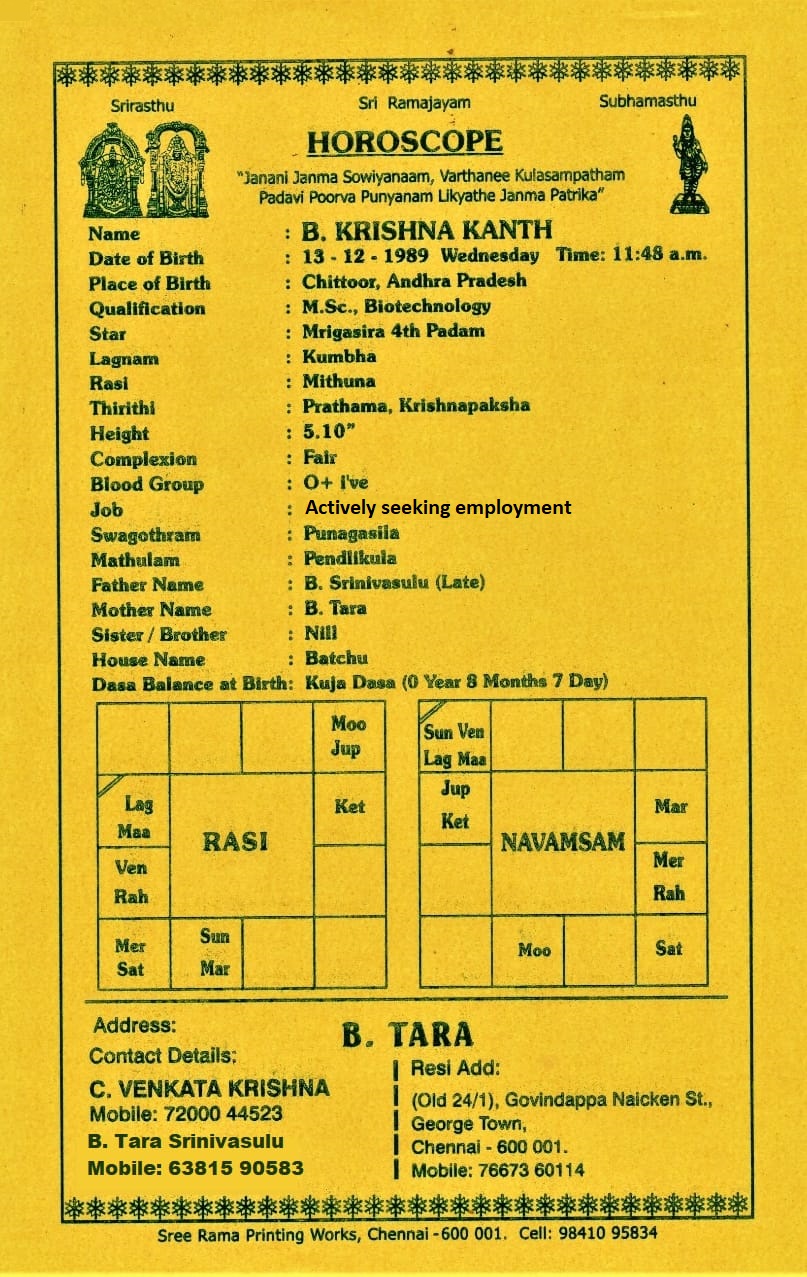 Srirasthu Sri Ramajayam Subhamasthu
HOROSCOPE
"Janani Janma Sowiyanaam, Varthanee Kulasampatham
Padavi Poorva Punyanam Likyathe Janma Patrika"
Name : B. KRISHNA KANTH
Date of Birth : 13 - 12 - 1989 Wednesday Time: 11:48 a.m.
Place of Birth : Chittoor, Andhra Pradesh
Qualification : M.Sc., Biotechnology
Star : Mrigasira 4th Padam
Lagnam : Kumbha
Rasi : Mithuna
Thirithi : Prathama, Krishnapaksha
Height : 5.10"
Complexion : Fair
Blood Group : O+ i've
Job : Actively seeking employment
Swagothram : Punagasila
Mathulam : Pendlikula
Father Name : B. Srinivasulu (Late)
Mother Name : B. Tara
Sister / Brother : Nill
House Name : Batchu
Dasa Balance at Birth: Kuja Dasa (0 Year 8 Months 7 Day)
Moo
Jup
Lag
Maa
Ket
RASI
Ven
Rah
Mer
Sat
Sun
Mar
Sun Ven
Lag Maa
Jup
Ket
Mar
NAVAMSAM
Mer
Rah
Moo
Sat
Address:
Contact Details:
C. VENKATA KRISHNA
Mobile: 72000 44523
B. Tara Srinivasulu
Mobile: 63815 90583
B. TARA
Resi Add:
(Old 24/1), Govindappa Naicken St.,
George Town,
Chennai - 600 001.
Mobile: 76673 60114
Sree Rama Printing Works, Chennai -600 001. Cell: 98410 95834